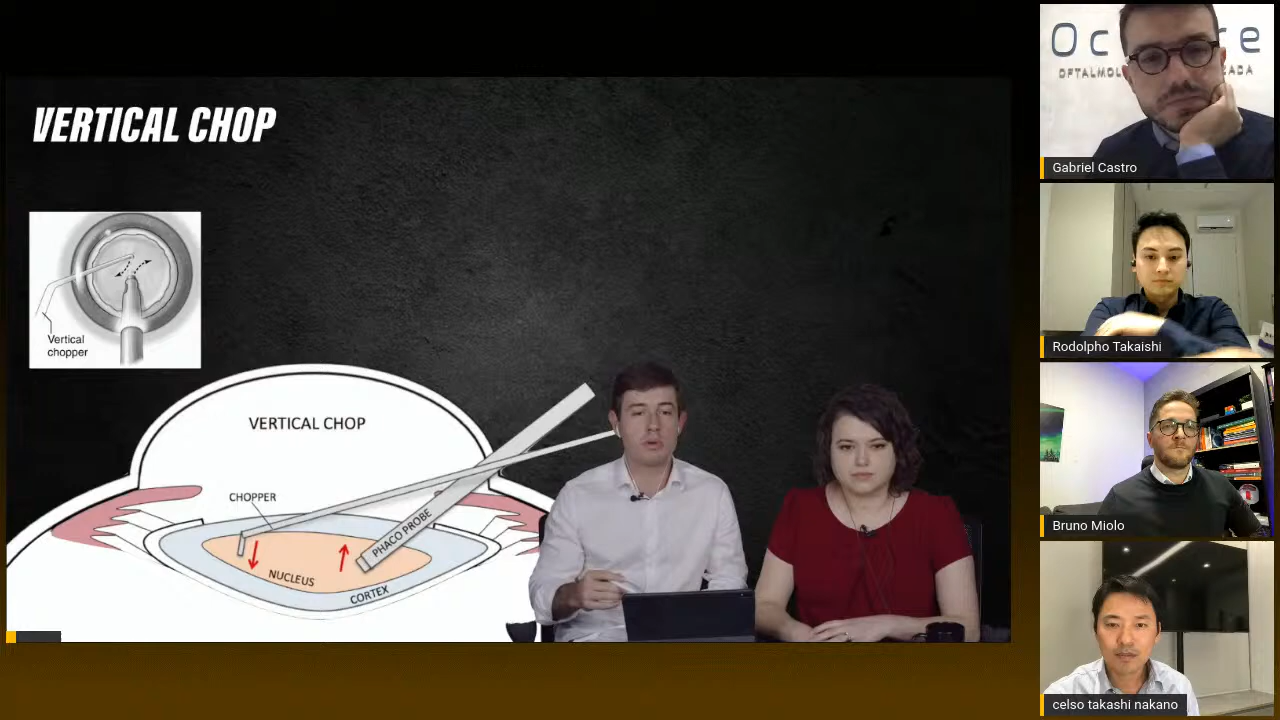 VERTICAL CHOP
Vertical
chopper
VERTICAL CHOP
CHOPPER
PHACO PROBE
NUCLEUS
CORTEX
Gabriel Castro
Rodolpho Takaishi
Bruno Miolo
celso takashi nakano